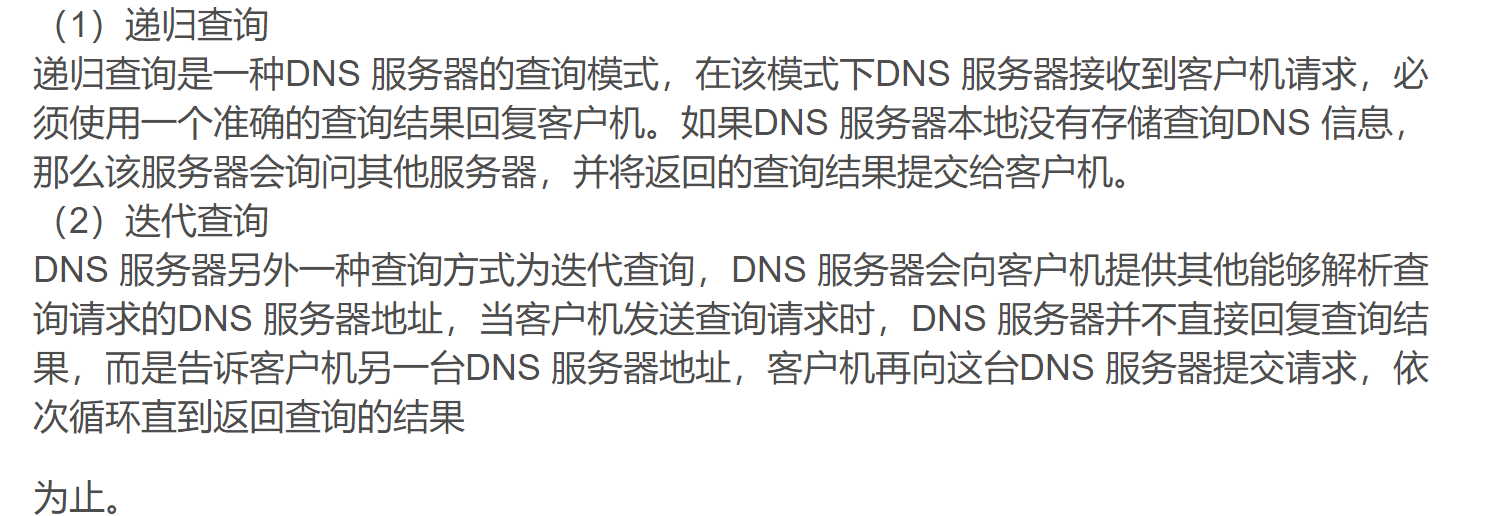 （1）递归查询
递归查询是一种DNS 服务器的查询模式，在该模式下DNS 服务器接收到客户机请求，必
须使用一个准确的查询结果回复客户机。如果DNS 服务器本地没有存储查询DNS 信息，
那么该服务器会询问其他服务器，并将返回的查询结果提交给客户机。
（2）迭代查询
DNS 服务器另外一种查询方式为迭代查询，DNS 服务器会向客户机提供其他能够解析查
询请求的DNS 服务器地址，当客户机发送查询请求时，DNS 服务器并不直接回复查询结
果，而是告诉客户机另一台DNS 服务器地址，客户机再向这台DNS 服务器提交请求，依
次循环直到返回查询的结果
为止。